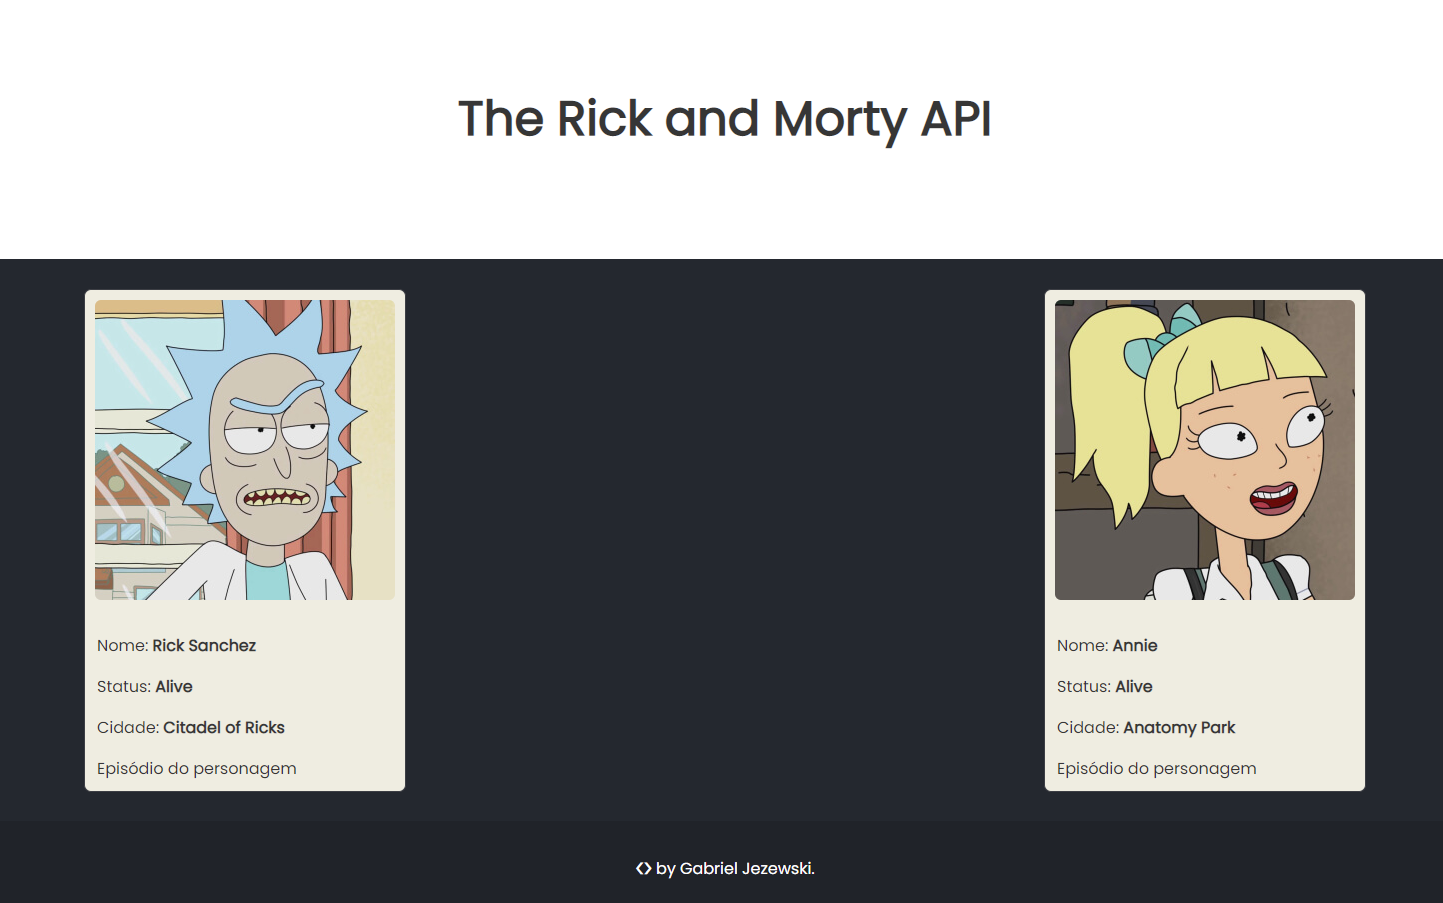 The Rick and Morty API
Nome: Rick Sanchez
Status: Alive
Cidade: Citadel of Ricks
Episódio do personagem
Nome: Annie
Status: Alive
Cidade: Anatomy Park
Episódio do personagem
<> by Gabriel Jezewski.